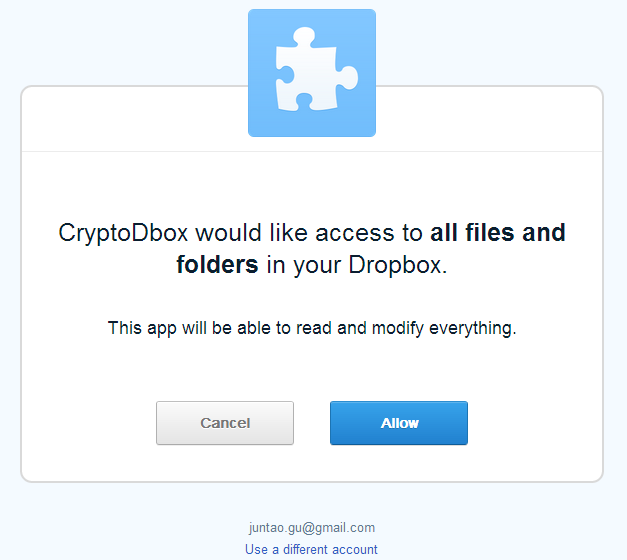 CryptoDbox would like access to all files and
folders in your Dropbox.
This app will be able to read and modify everything.
Cancel Allow
juntao.gu@gmail.com
Use a different account